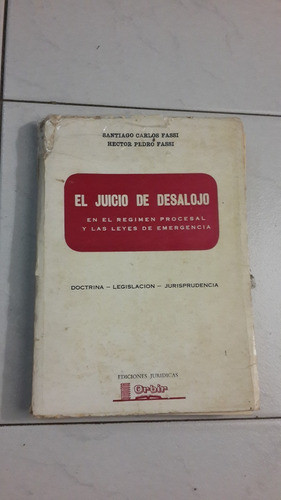 SANTIAGO CARLOS FASSI
Y
HECTOR PEDRO FASSI
EL JUICIO DE DESALOJO
EN EL REGIMEN PROCESAL
Y LAS LEYES DE EMERGENCIA
DOCTRINA - LEGISLACION - JURISPRUDENCIA
EDICIONES JURIDICAS
Orbir